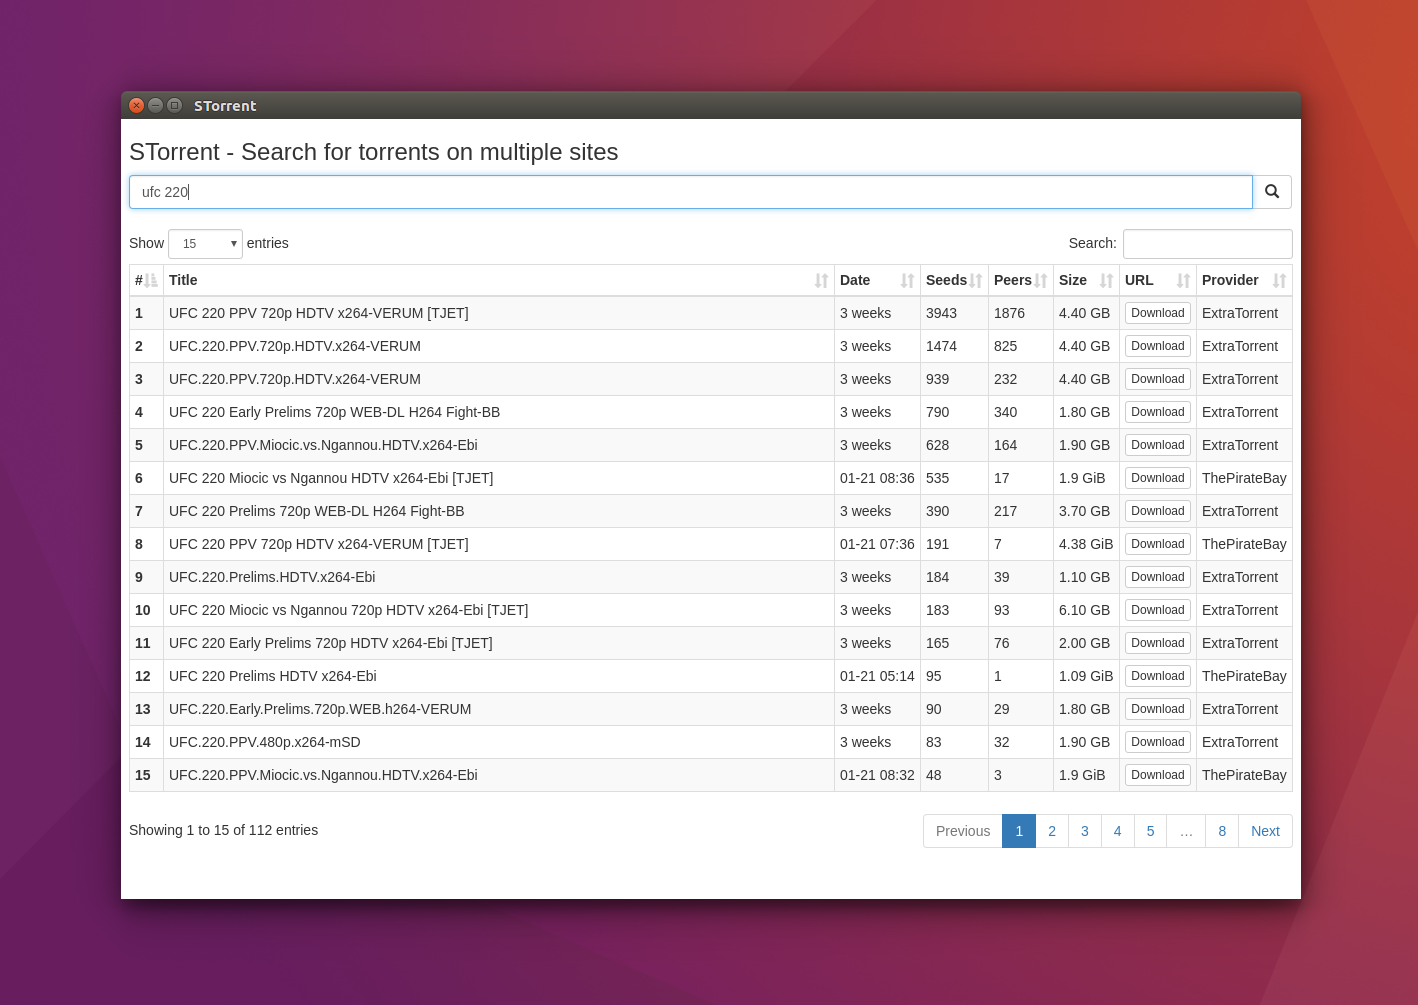 STorrent
STorrent - Search for torrents on multiple sites
ufc 220
Show 15 entries Search:
# Title Date Seeds Peers Size URL Provider
1 UFC 220 PPV 720p HDTV x264-VERUM [TJET] 3 weeks 3943 1876 4.40 GB Download ExtraTorrent
2 UFC.220.PPV.720p.HDTV.x264-VERUM 3 weeks 1474 825 4.40 GB Download ExtraTorrent
3 UFC.220.PPV.720p.HDTV.x264-VERUM 3 weeks 939 232 4.40 GB Download ExtraTorrent
4 UFC 220 Early Prelims 720p WEB-DL H264 Fight-BB 3 weeks 790 340 1.80 GB Download ExtraTorrent
5 UFC.220.PPV.Miocic.vs.Ngannou.HDTV.x264-Ebi 3 weeks 628 164 1.90 GB Download ExtraTorrent
6 UFC 220 Miocic vs Ngannou HDTV x264-Ebi [TJET] 01-21 08:36 535 17 1.9 GiB Download ThePirateBay
7 UFC 220 Prelims 720p WEB-DL H264 Fight-BB 3 weeks 390 217 3.70 GB Download ExtraTorrent
8 UFC 220 PPV 720p HDTV x264-VERUM [TJET] 01-21 07:36 191 7 4.38 GiB Download ThePirateBay
9 UFC.220.Prelims.HDTV.x264-Ebi 3 weeks 184 39 1.10 GB Download ExtraTorrent
10 UFC 220 Miocic vs Ngannou 720p HDTV x264-Ebi [TJET] 3 weeks 183 93 6.10 GB Download ExtraTorrent
11 UFC 220 Early Prelims 720p HDTV x264-Ebi [TJET] 3 weeks 165 76 2.00 GB Download ExtraTorrent
12 UFC 220 Prelims HDTV x264-Ebi 01-21 05:14 95 1 1.09 GiB Download ThePirateBay
13 UFC.220.Early.Prelims.720p.WEB.h264-VERUM 3 weeks 90 29 1.80 GB Download ExtraTorrent
14 UFC.220.PPV.480p.x264-mSD 3 weeks 83 32 1.90 GB Download ExtraTorrent
15 UFC.220.PPV.Miocic.vs.Ngannou.HDTV.x264-Ebi 01-21 08:32 48 3 1.9 GiB Download ThePirateBay
Showing 1 to 15 of 112 entries Previous 1 2 3 4 5 … 8 Next